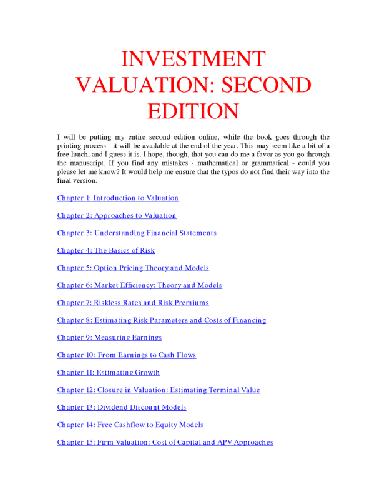 INVESTMENT
VALUATION: SECOND
EDITION
I will be putting my entire second edition online, while the book goes through the
printing process - it will be available at the end of the year. This may seem like a bit of a
free lunch, and I guess it is. I hope, though, that you can do me a favor as you go through
the manuscript. If you find any mistakes - mathematical or grammatical - could you
please let me know? It would help me ensure that the typos do not find their way into the
final version.
Chapter 1: Introduction to Valuation
Chapter 2: Approaches to Valuation
Chapter 3: Understanding Financial Statements
Chapter 4: The Basics of Risk
Chapter 5: Option Pricing Theory and Models
Chapter 6: Market Efficiency: Theory and Models
Chapter 7: Riskless Rates and Risk Premiums
Chapter 8: Estimating Risk Parameters and Costs of Financing
Chapter 9: Measuring Earnings
Chapter 10: From Earnings to Cash Flows
Chapter 11: Estimating Growth
Chapter 12: Closure in Valuation: Estimating Terminal Value
Chapter 13: Dividend Discount Models
Chapter 14: Free Cashflow to Equity Models
Chapter 15: Firm Valuation: Cost of Capital and APV Approaches